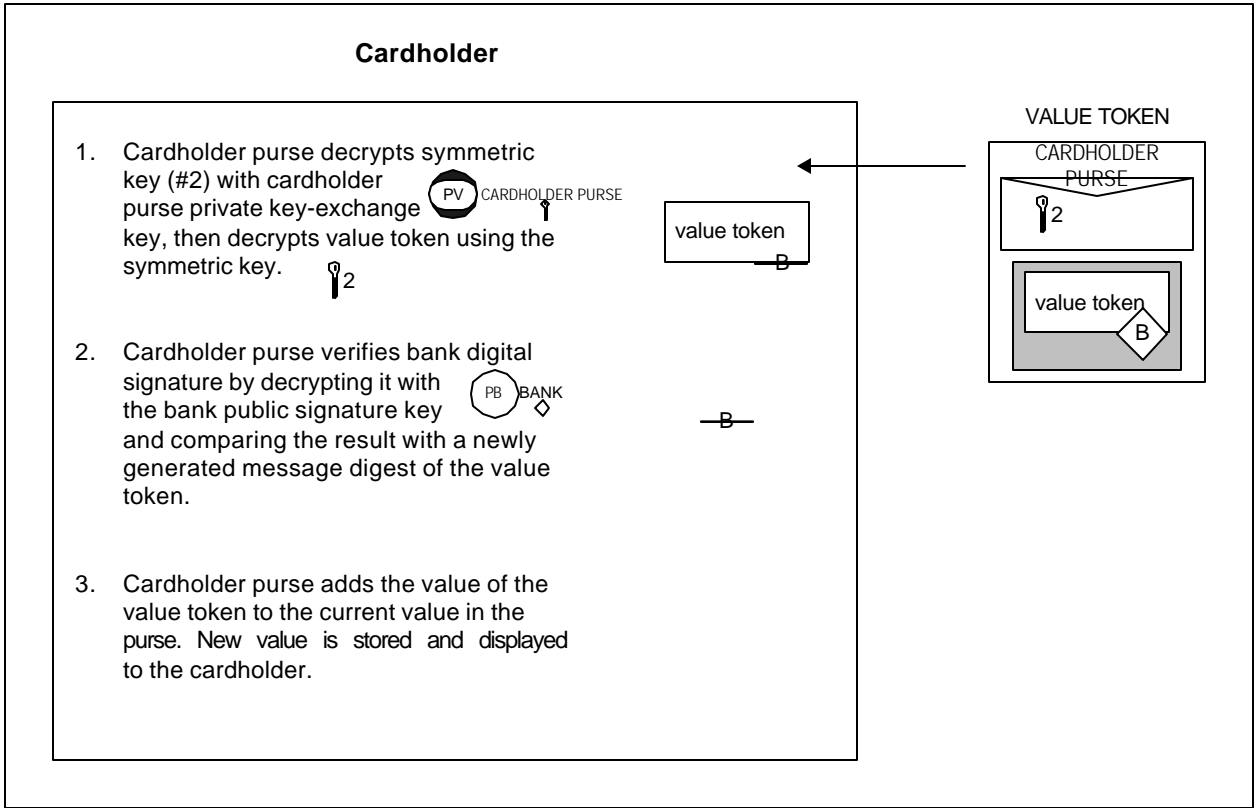 Cardholder
1. Cardholder purse decrypts symmetric
key (#2) with cardholder
purse private key-exchange
PV CARDHOLDER PURSE
key, then decrypts value token using the
symmetric key.
2
value token
B
2. Cardholder purse verifies bank digital
signature by decrypting it with
the bank public signature key
PB BANK
and comparing the result with a newly
generated message digest of the value
token.
B
3. Cardholder purse adds the value of the
value token to the current value in the
purse. New value is stored and displayed
to the cardholder.
VALUE TOKEN
CARDHOLDER
PURSE
2
value token
B